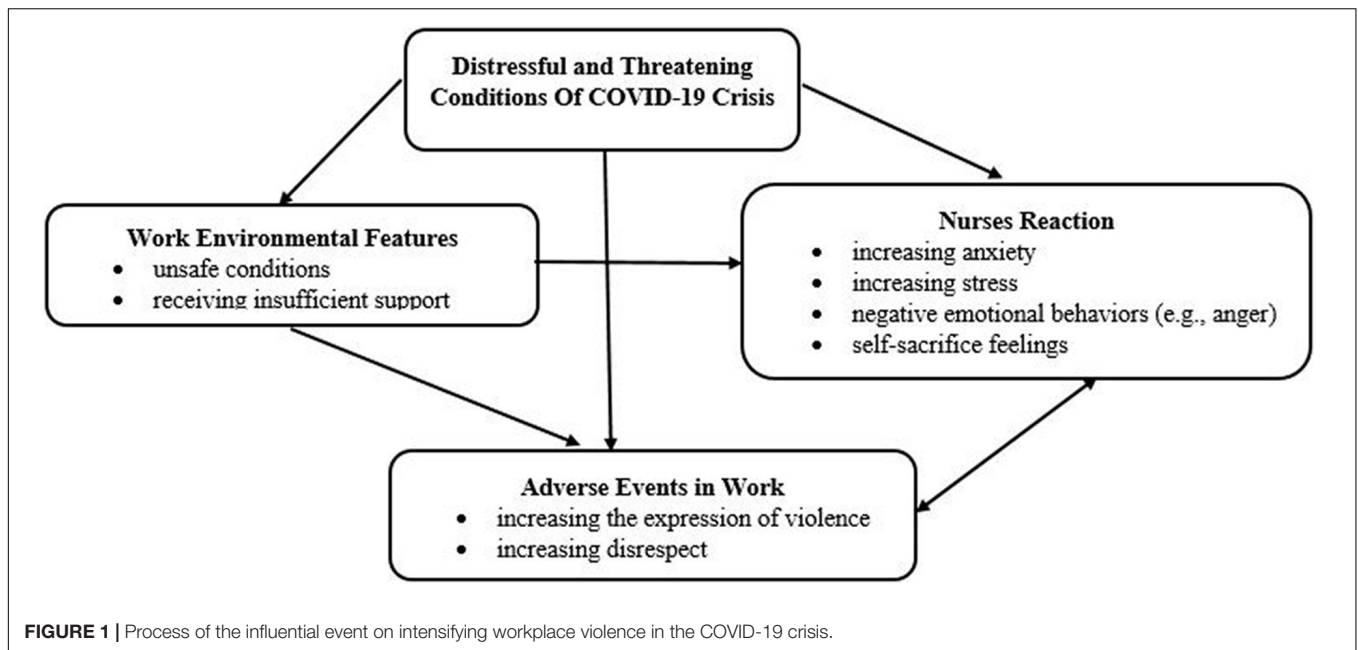 Distressful and Threatening
Conditions Of COVID-19 Crisis
Work Environmental Features
• unsafe conditions
• receiving insufficient support
Nurses Reaction
• increasing anxiety
• increasing stress
• negative emotional behaviors (e.g., anger)
• self-sacrifice feelings
Adverse Events in Work
• increasing the expression of violence
• increasing disrespect
FIGURE 1 | Process of the influential event on intensifying workplace violence in the COVID-19 crisis.